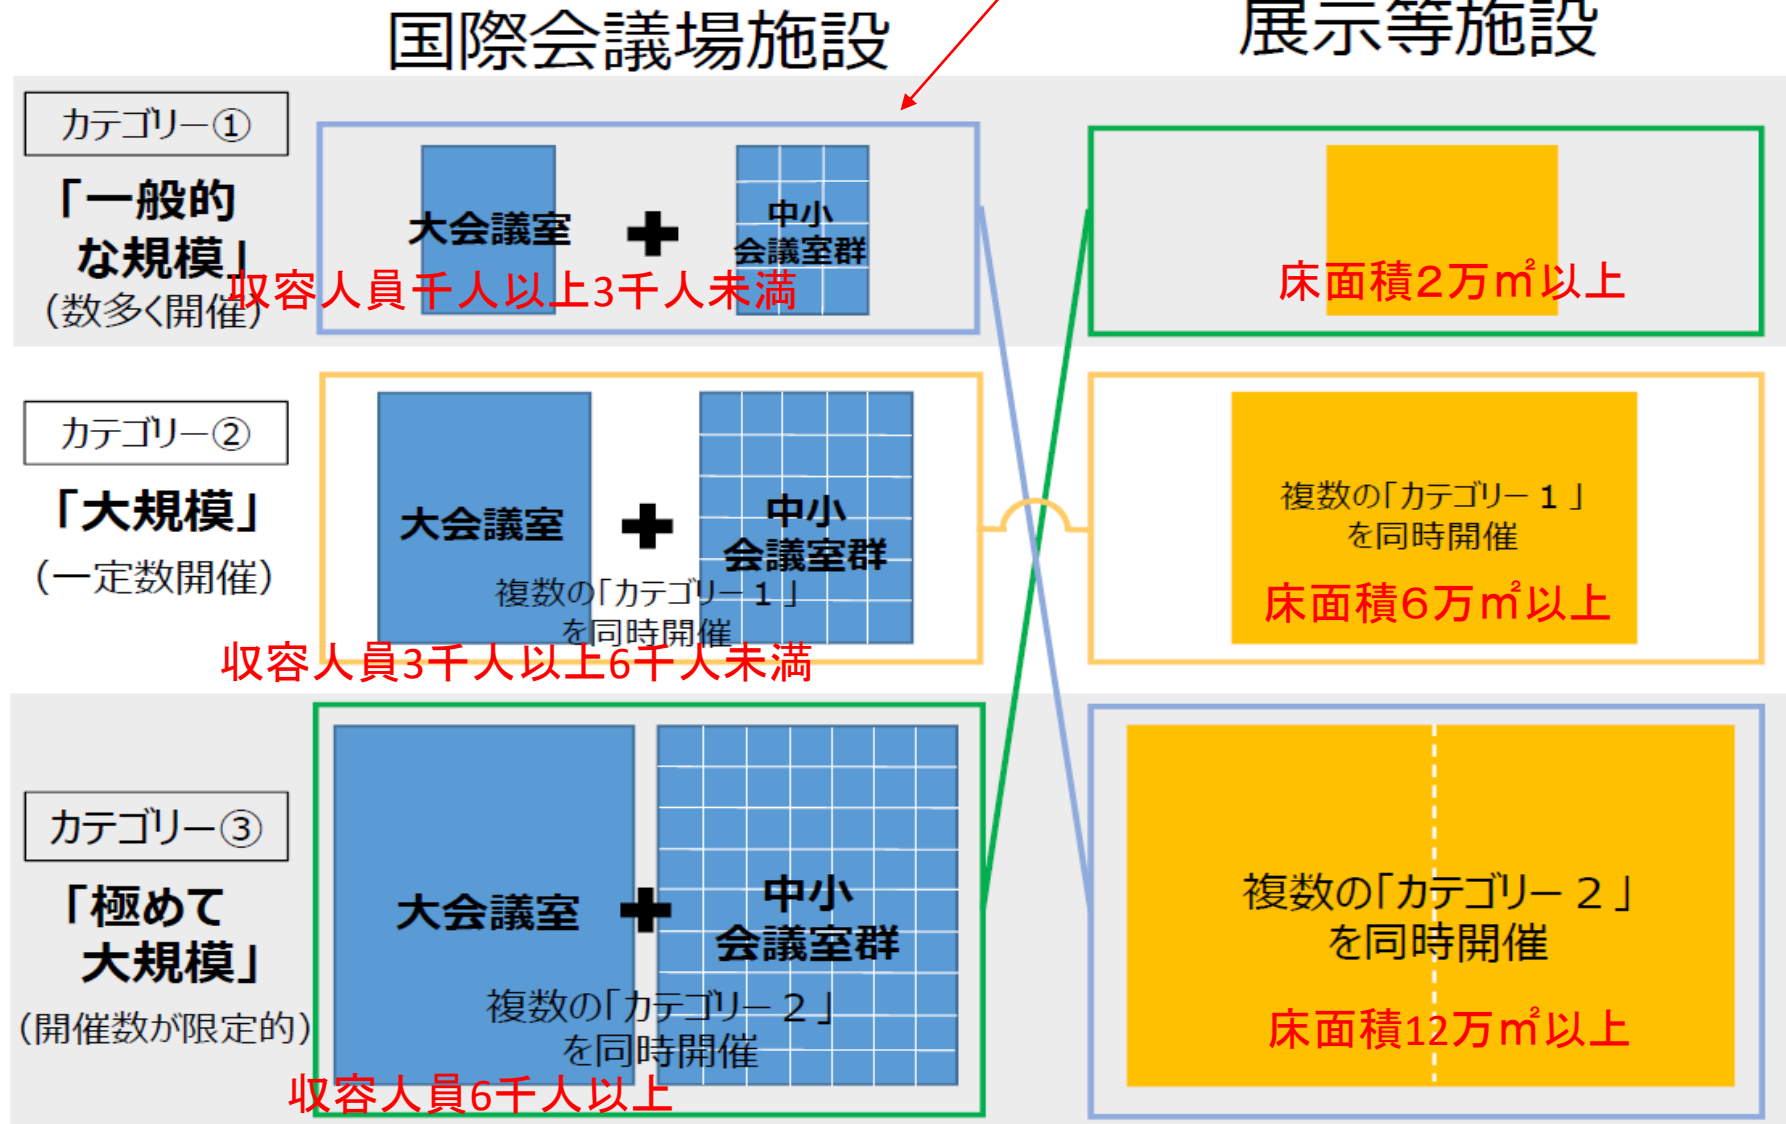 国際会議場施設
展示等施設
カテゴリー①
「一般的
な規模」
（数多く開催）
大会議室
中小
会議室群
収容人員千人以上3千人未満
床面積２万㎡以上
カテゴリー②
「大規模」
（一定数開催）
大会議室
中小
会議室群
複数の「カテゴリー１」
を同時開催
収容人員3千人以上6千人未満
複数の「カテゴリー１」
を同時開催
床面積６万㎡以上
カテゴリー③
「極めて
大規模」
（開催数が限定的）
大会議室
中小
会議室群
複数の「カテゴリー２」
を同時開催
収容人員6千人以上
複数の「カテゴリー２」
を同時開催
床面積12万㎡以上